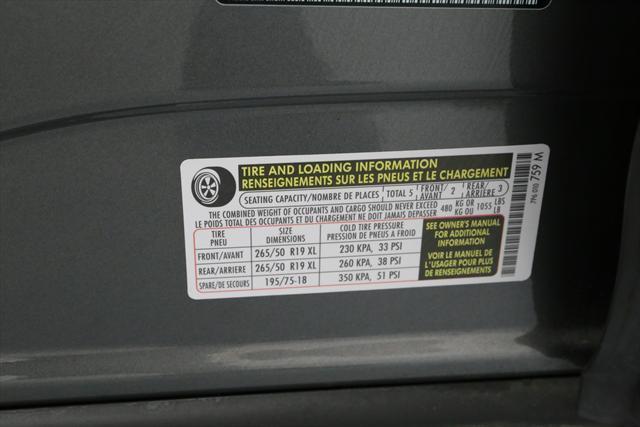 TIRE AND LOADING INFORMATION
RENSEIGNEMENTS SUR LES PNEUS ET LE CHARGEMENT
SEATING CAPACITY/NOMBRE DE PLACES TOTAL 5 FRONT/AVANT 2 REAR/ARRIÈRE 3
THE COMBINED WEIGHT OF OCCUPANTS AND CARGO SHOULD NEVER EXCEED 480 KG OR 1055 LBS
LE POIDS TOTAL DES OCCUPANTS ET DU CHARGEMENT NE DOIT JAMAIS DEPASSER KG OU LB
TIRE PNEU SIZE DIMENSIONS COLD TIRE PRESSURE PRESSION DE PNEUS A FROID
FRONT/AVANT 265/50 R19 XL 230 KPA, 33 PSI
REAR/ARRIERE 265/50 R19 XL 260 KPA, 38 PSI
SPARE/DE SECOURS 195/75-18 350 KPA, 51 PSI
SEE OWNER'S MANUAL
FOR ADDITIONAL
INFORMATION
VOIR LE MANUEL DE
L'USAGER POUR PLUS
DE RENSEIGNEMENTS
7P6 010 759 M